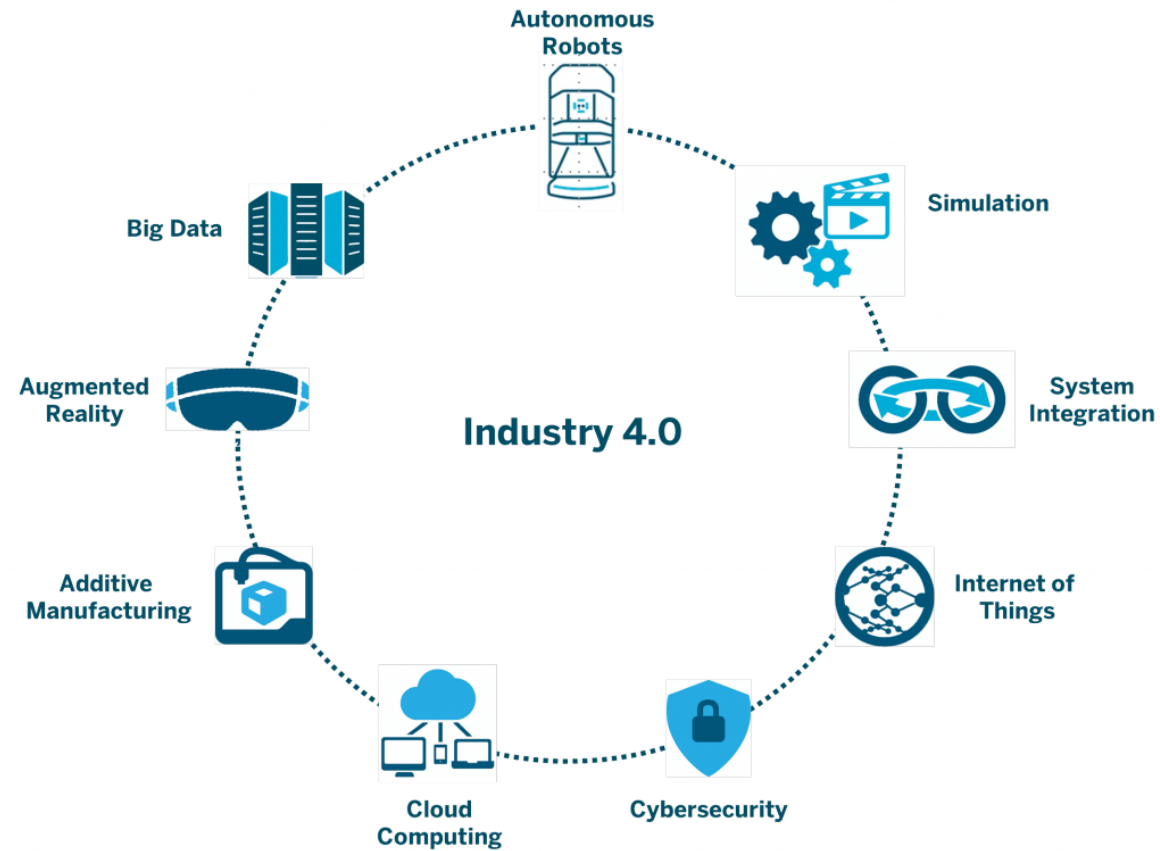 Autonomous
Robots
Simulation
Big Data
System
Integration
Augmented
Reality
Industry 4.0
Internet of
Things
Additive
Manufacturing
Cybersecurity
Cloud
Computing